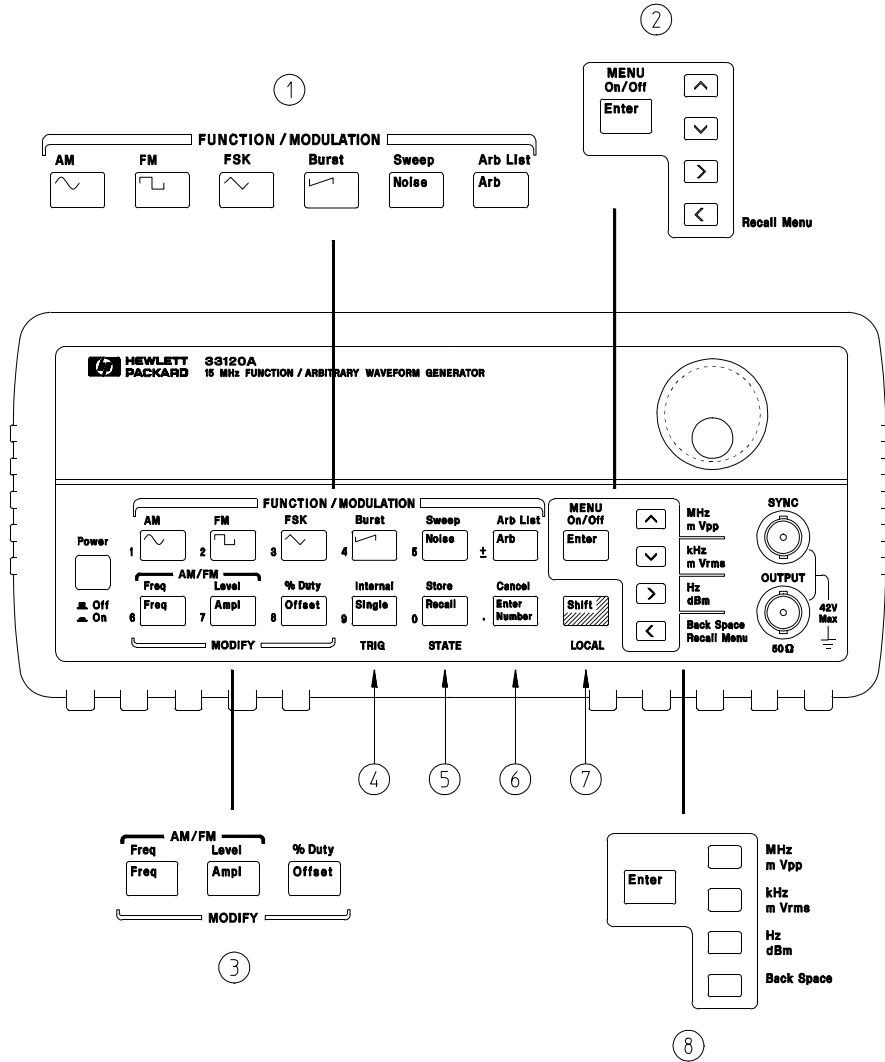 2
MENU
On/Off
Enter
Recall Menu
1
FUNCTION / MODULATION
AM FM FSK Burst Sweep Arb List
Noise Arb
hp HEWLETT PACKARD
33120A
15 MHz FUNCTION / ARBITRARY WAVEFORM GENERATOR
FUNCTION / MODULATION
AM FM FSK Burst Sweep Arb List
1 2 3 4 5 Noise ± Arb
AM/FM
Freq Level % Duty Internal Store Cancel
6 Freq 7 Ampl 8 Offset 9 Single 0 Recall . Enter Number
Shift
MODIFY TRIG STATE LOCAL
Power
Off
On
MENU
On/Off
Enter
MHz
m Vpp
kHz
m Vrms
Hz
dBm
Back Space
Recall Menu
SYNC
OUTPUT
50Ω
42V
Max
4 5 6 7
AM/FM
Freq Level % Duty
Freq Ampl Offset
MODIFY
3
Enter
MHz
m Vpp
kHz
m Vrms
Hz
dBm
Back Space
8